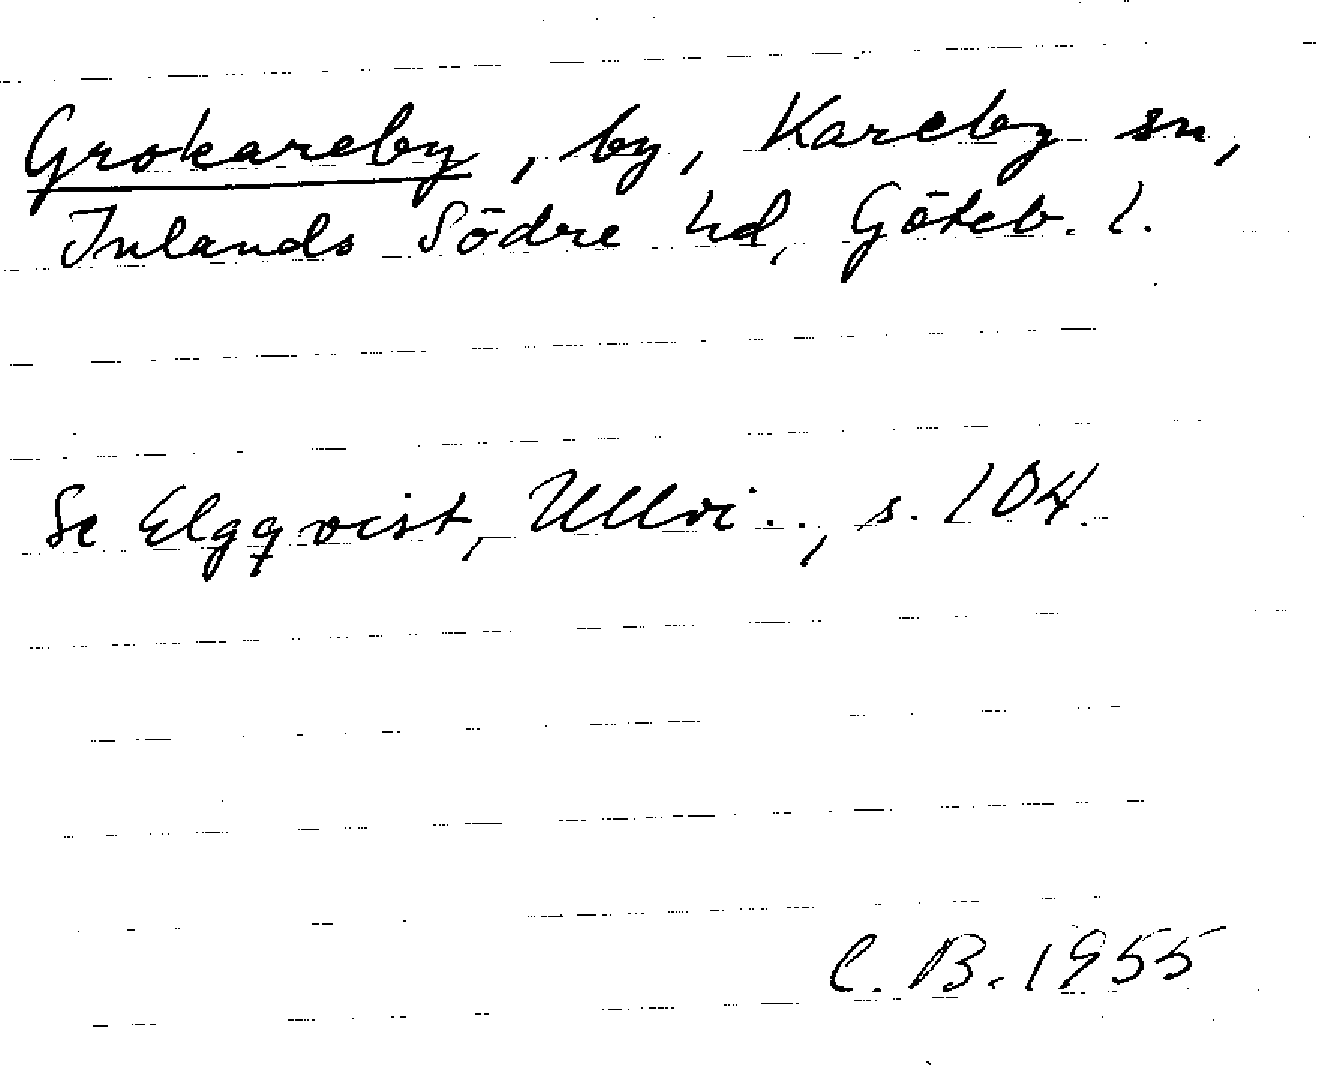 Grokareby, by, Kareby sn,
Inlands Södre hd, Göteb. l.
Se Elgqvist, Ullvi.., s. 104.
C. B. 1955